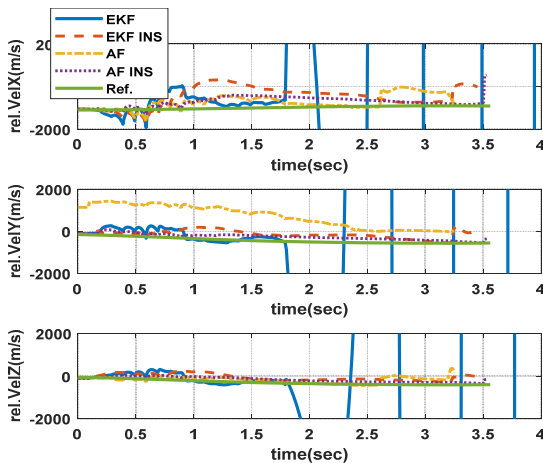 EKF
EKF INS
AF
AF INS
Ref.
rel.VelX(m/s)
20
-2000
0 0.5 1 1.5 2 2.5 3 3.5 4
time(sec)
rel.VelY(m/s)
2000
0
-2000
0 0.5 1 1.5 2 2.5 3 3.5 4
time(sec)
rel.VelZ(m/s)
2000
0
-2000
0 0.5 1 1.5 2 2.5 3 3.5 4
time(sec)